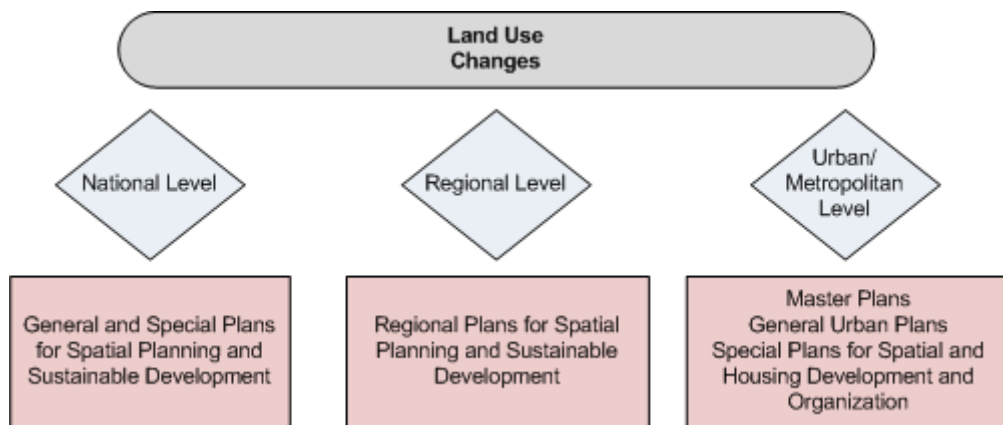 Land Use
Changes
National Level
Regional Level
Urban/
Metropolitan
Level
General and Special Plans
for Spatial Planning and
Sustainable Development
Regional Plans for Spatial
Planning and Sustainable
Development
Master Plans
General Urban Plans
Special Plans for Spatial and
Housing Development and
Organization